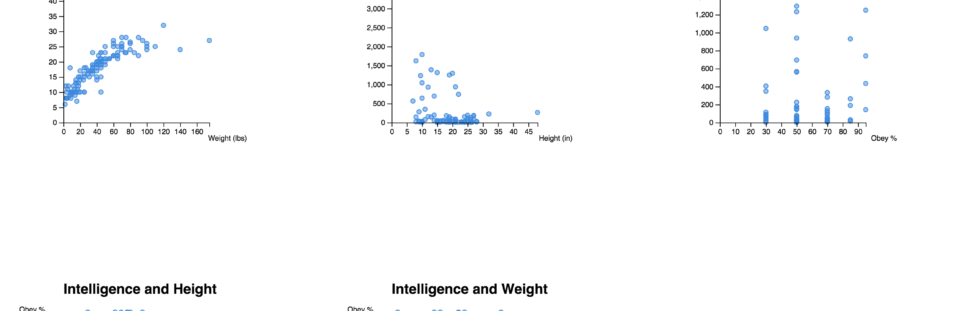 40
35
30
25
20
15
10
5
0
0 20 40 60 80 100 120 140 160
Weight (lbs)
3,000
2,500
2,000
1,500
1,000
500
0
0 5 10 15 20 25 30 35 40 45
Height (in)
1,200
1,000
800
600
400
200
0
0 10 20 30 40 50 60 70 80 90
Obey %
Intelligence and Height
Intelligence and Weight
Obey %
Obey %